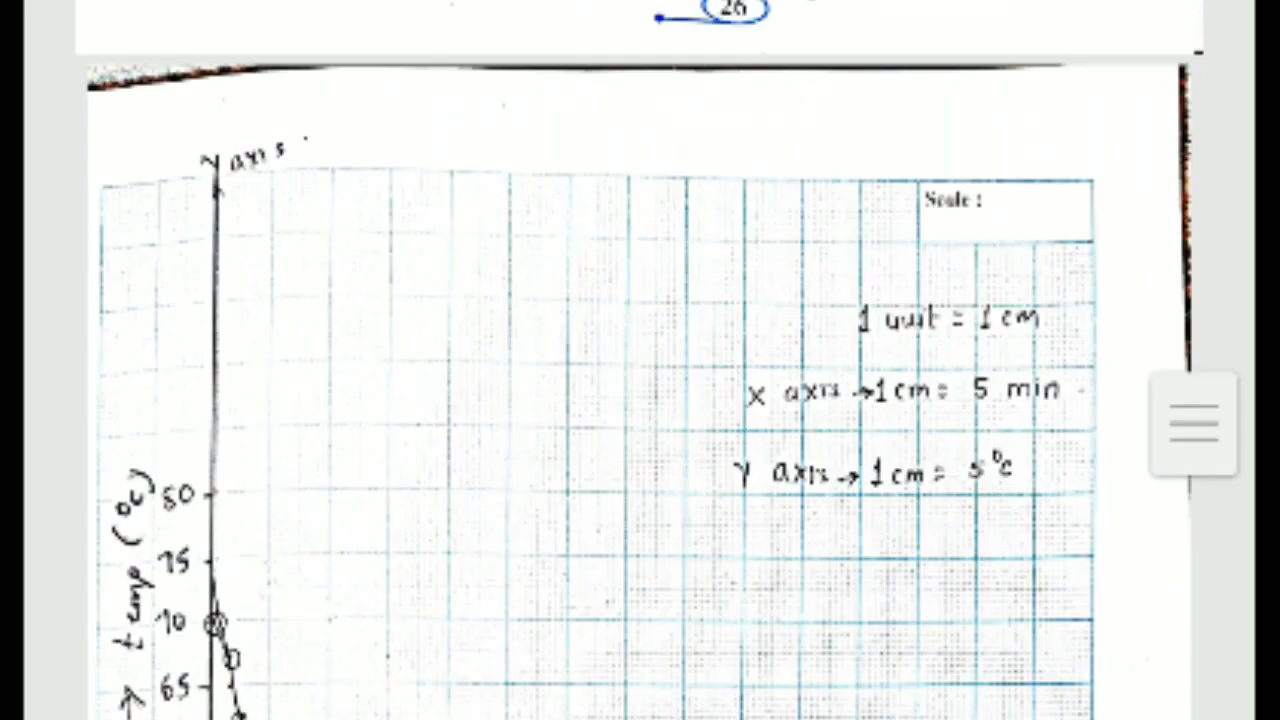 26
Y axis
Scale :
1 unit = 1 cm
X axis → 1 cm = 5 min
Y axis → 1 cm = 5°c
→ temp (°c)
80
75
70
65